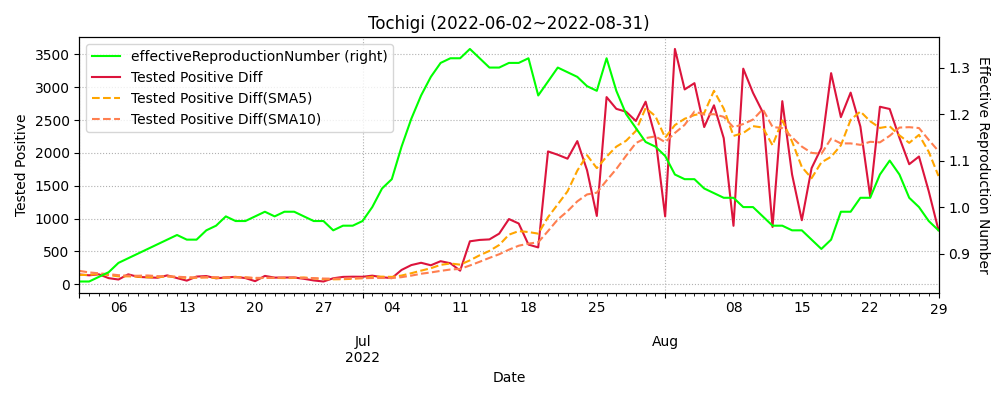 Tochigi (2022-06-02~2022-08-31)
effectiveReproductionNumber (right)
Tested Positive Diff
Tested Positive Diff(SMA5)
Tested Positive Diff(SMA10)
Tested Positive
3500
3000
2500
2000
1500
1000
500
0
1.3
1.2
1.1
1.0
0.9
Effective Reproduction Number
06 13 20 27 04 11 18 25 08 15 22 29
Jul Aug
2022
Date